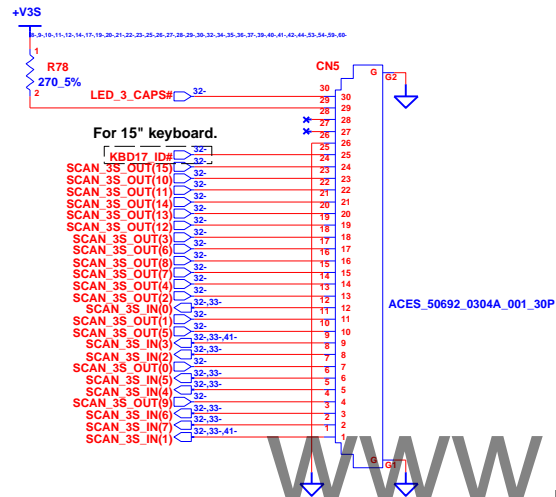 +V3S
8-,9-,10-,11-,12-,14-,17-,19-,20-,21-,22-,23-,25-,26-,27-,28-,29-,30-,32-,34-,35-,36-,37-,39-,40-,41-,42-,44-,51-,53-,54-,59-,60-
1
R78
270_5%
2
CN5
G
G2
LED_3_CAPS#
32-
30
30
29
29
28
28
27
27
26
26
For 15" keyboard.
KBD17_ID#
32-
25
25
SCAN_3S_OUT(15)
32-
24
24
SCAN_3S_OUT(10)
32-
23
23
SCAN_3S_OUT(11)
32-
22
22
SCAN_3S_OUT(14)
32-
21
21
SCAN_3S_OUT(13)
32-
20
20
SCAN_3S_OUT(12)
32-
19
19
SCAN_3S_OUT(3)
32-
18
18
SCAN_3S_OUT(6)
32-
17
17
SCAN_3S_OUT(8)
32-
16
16
SCAN_3S_OUT(7)
32-
15
15
SCAN_3S_OUT(4)
32-
14
14
SCAN_3S_OUT(2)
32-
13
13
SCAN_3S_IN(0)
32-,33-
12
12
SCAN_3S_OUT(1)
32-
11
11
SCAN_3S_OUT(5)
32-
10
10
SCAN_3S_IN(3)
32-,33-,41-
9
9
SCAN_3S_IN(2)
32-,33-
8
8
SCAN_3S_OUT(0)
32-
7
7
SCAN_3S_IN(5)
32-,33-
6
6
SCAN_3S_IN(4)
32-,33-
5
5
SCAN_3S_OUT(9)
32-
4
4
SCAN_3S_IN(6)
32-,33-
3
3
SCAN_3S_IN(7)
32-,33-
2
2
SCAN_3S_IN(1)
32-,33-,41-
1
1
ACES_50692_0304A_001_30P
G
G1
WWW